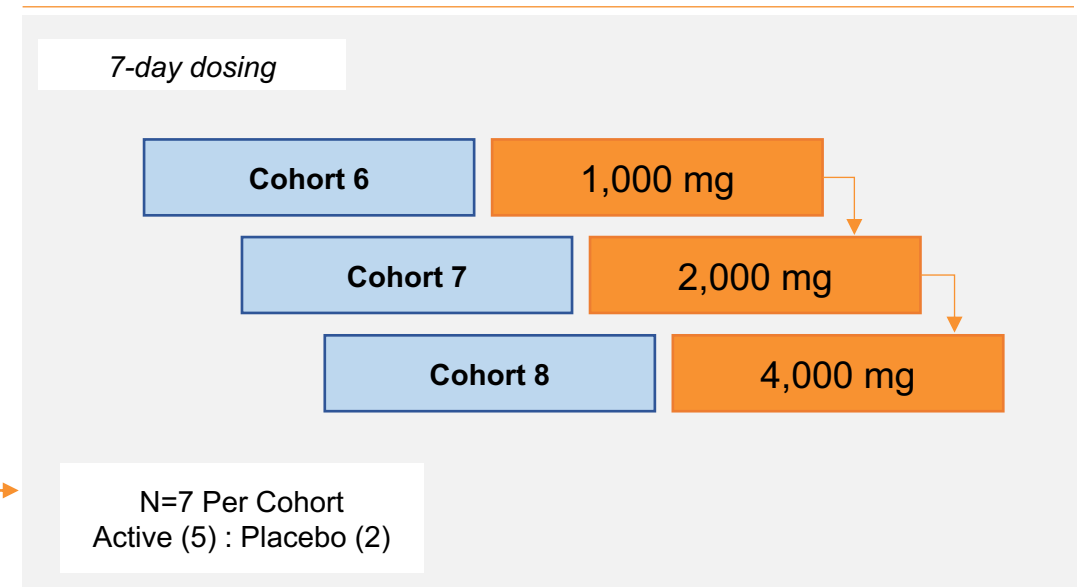 7-day dosing
Cohort 6
1,000 mg
Cohort 7
2,000 mg
Cohort 8
4,000 mg
N=7 Per Cohort
Active (5) : Placebo (2)